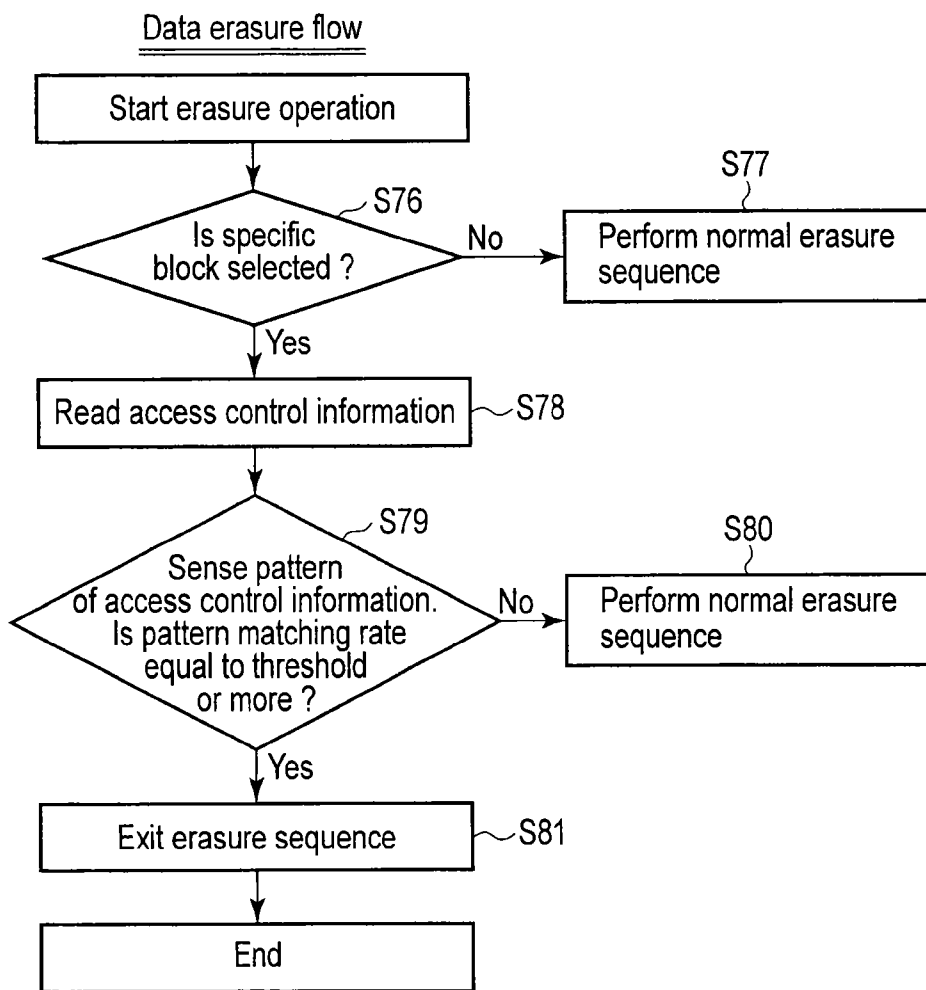 Data erasure flow
Start erasure operation
S76
Is specific
block selected ?
No
S77
Perform normal erasure
sequence
Yes
Read access control information
S78
S79
Sense pattern
of access control information.
Is pattern matching rate
equal to threshold
or more ?
No
S80
Perform normal erasure
sequence
Yes
Exit erasure sequence
S81
End